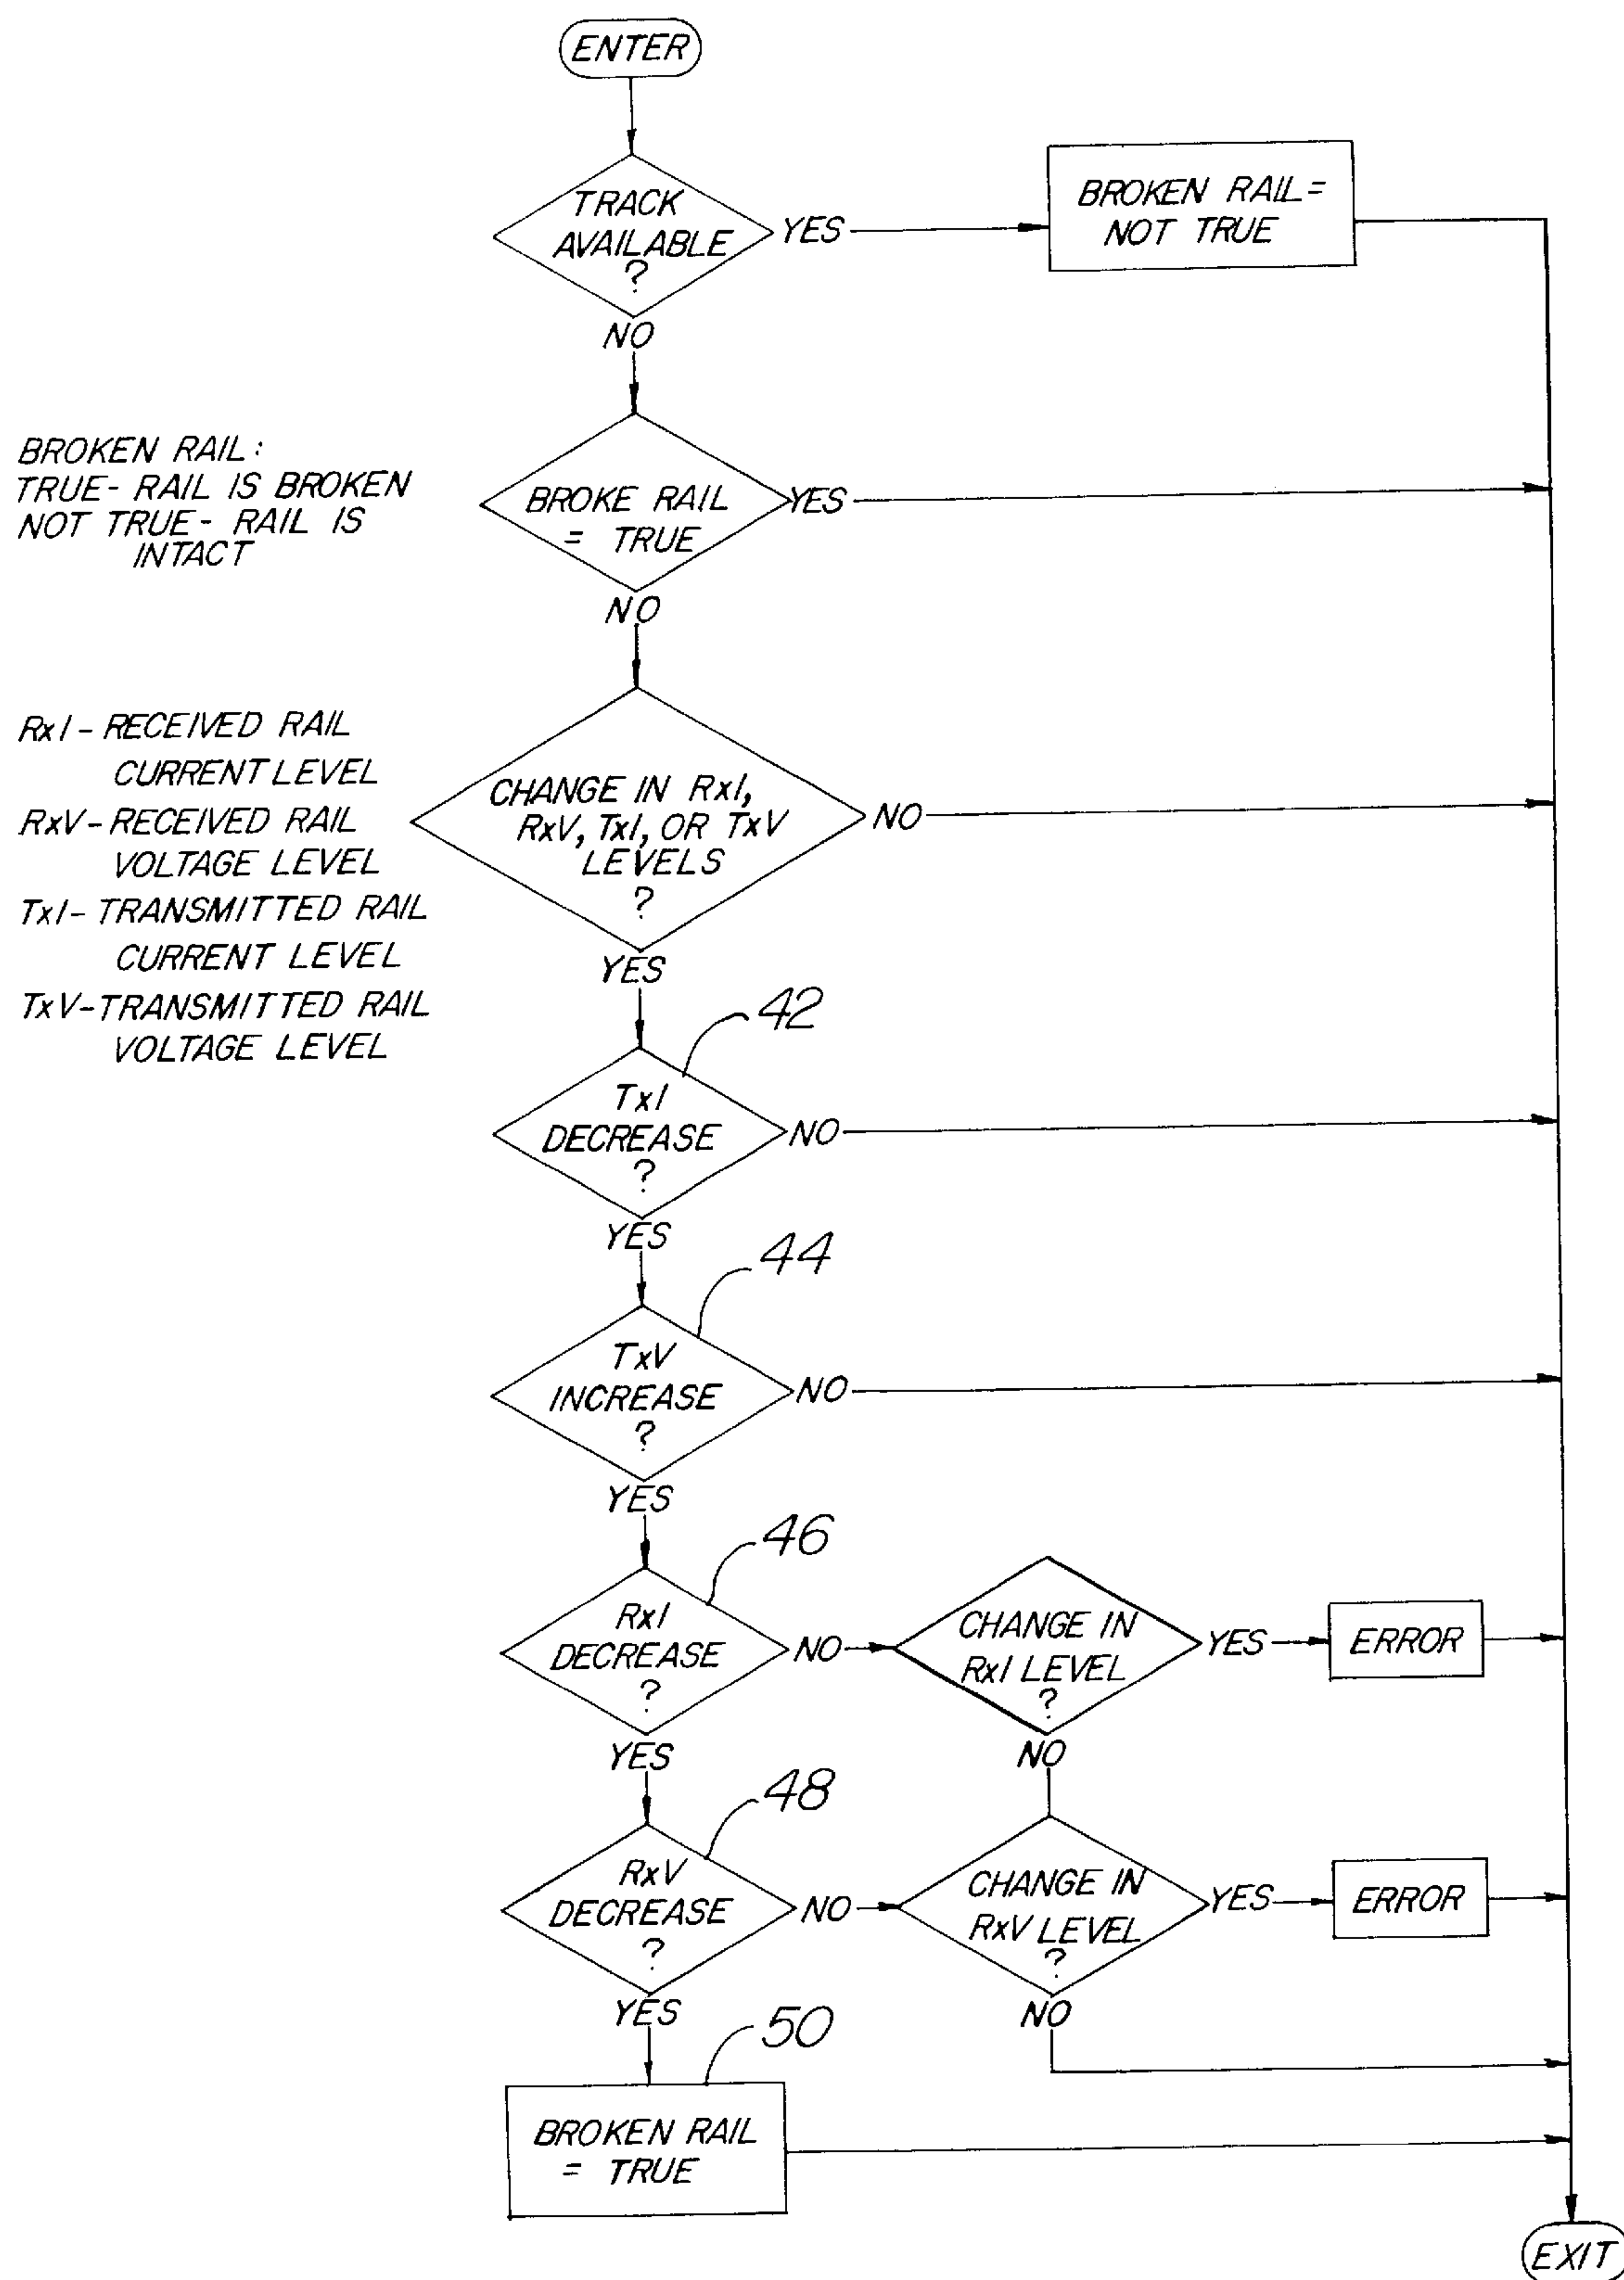 ENTER
TRACK
AVAILABLE
?
YES
BROKEN RAIL=
NOT TRUE
NO
BROKEN RAIL:
TRUE- RAIL IS BROKEN
NOT TRUE- RAIL IS
INTACT
BROKE RAIL
= TRUE
YES
NO
RxI- RECEIVED RAIL
CURRENT LEVEL
RxV- RECEIVED RAIL
VOLTAGE LEVEL
TxI- TRANSMITTED RAIL
CURRENT LEVEL
TxV-TRANSMITTED RAIL
VOLTAGE LEVEL
CHANGE IN RxI,
RxV, TxI, OR TxV
LEVELS
?
NO
YES
42
TxI
DECREASE
?
NO
YES
44
TxV
INCREASE
?
NO
YES
46
RxI
DECREASE
?
NO
CHANGE IN
RxI LEVEL
?
YES
ERROR
YES
NO
48
RxV
DECREASE
?
NO
CHANGE IN
RxV LEVEL
?
YES
ERROR
YES
NO
50
BROKEN RAIL
= TRUE
EXIT